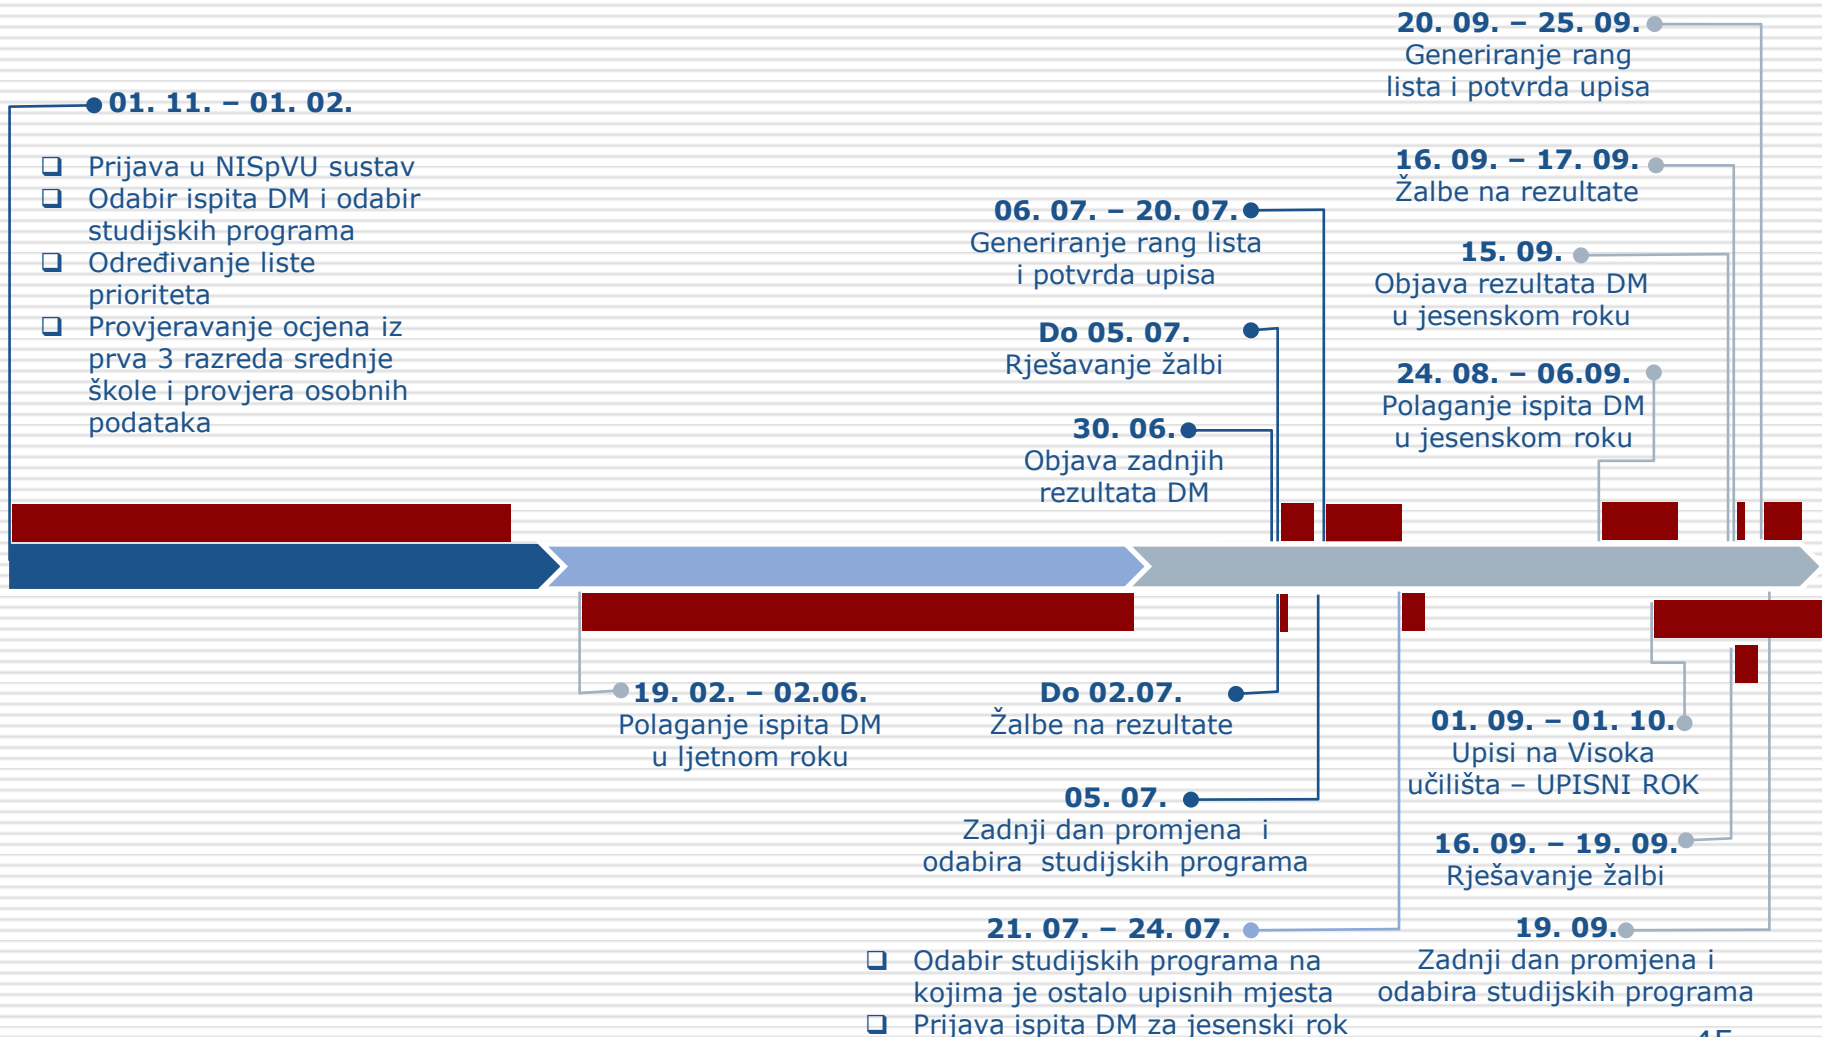 01. 11. – 01. 02.
❑ Prijava u NISpVU sustav
❑ Odabir ispita DM i odabir
studijskih programa
❑ Određivanje liste
prioriteta
❑ Provjeravanje ocjena iz
prva 3 razreda srednje
škole i provjera osobnih
podataka
19. 02. – 02.06.
Polaganje ispita DM
u ljetnom roku
06. 07. – 20. 07.
Generiranje rang lista
i potvrda upisa
Do 05. 07.
Rješavanje žalbi
30. 06.
Objava zadnjih
rezultata DM
Do 02.07.
Žalbe na rezultate
05. 07.
Zadnji dan promjena i
odabira studijskih programa
21. 07. – 24. 07.
❑ Odabir studijskih programa na
kojima je ostalo upisnih mjesta
❑ Prijava ispita DM za jesenski rok
20. 09. – 25. 09.
Generiranje rang
lista i potvrda upisa
16. 09. – 17. 09.
Žalbe na rezultate
15. 09.
Objava rezultata DM
u jesenskom roku
24. 08. – 06.09.
Polaganje ispita DM
u jesenskom roku
01. 09. – 01. 10.
Upisi na Visoka
učilišta – UPISNI ROK
16. 09. – 19. 09.
Rješavanje žalbi
19. 09.
Zadnji dan promjena i
odabira studijskih programa